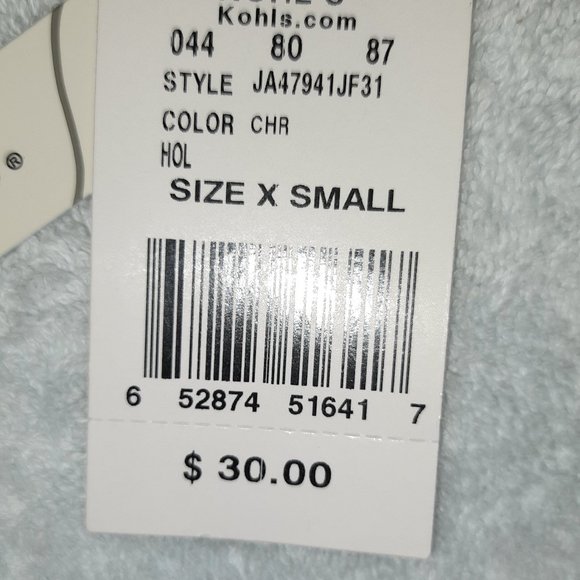 Kohls.com
044 80 87
STYLE JA47941JF31
COLOR CHR
HOL
®
SIZE X SMALL
6 52874 51641 7
$ 30.00